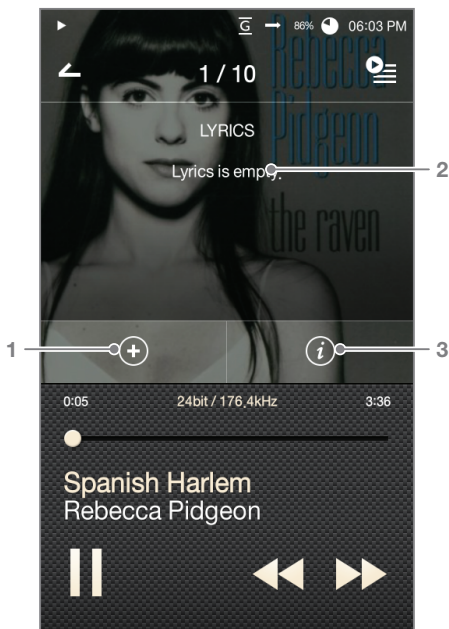 G 86% 06:03 PM
1 / 10
Rebecca
Pidgeon
the raven
LYRICS
Lyrics is empty.
2
1
3
0:05 24bit / 176.4kHz 3:36
Spanish Harlem
Rebecca Pidgeon